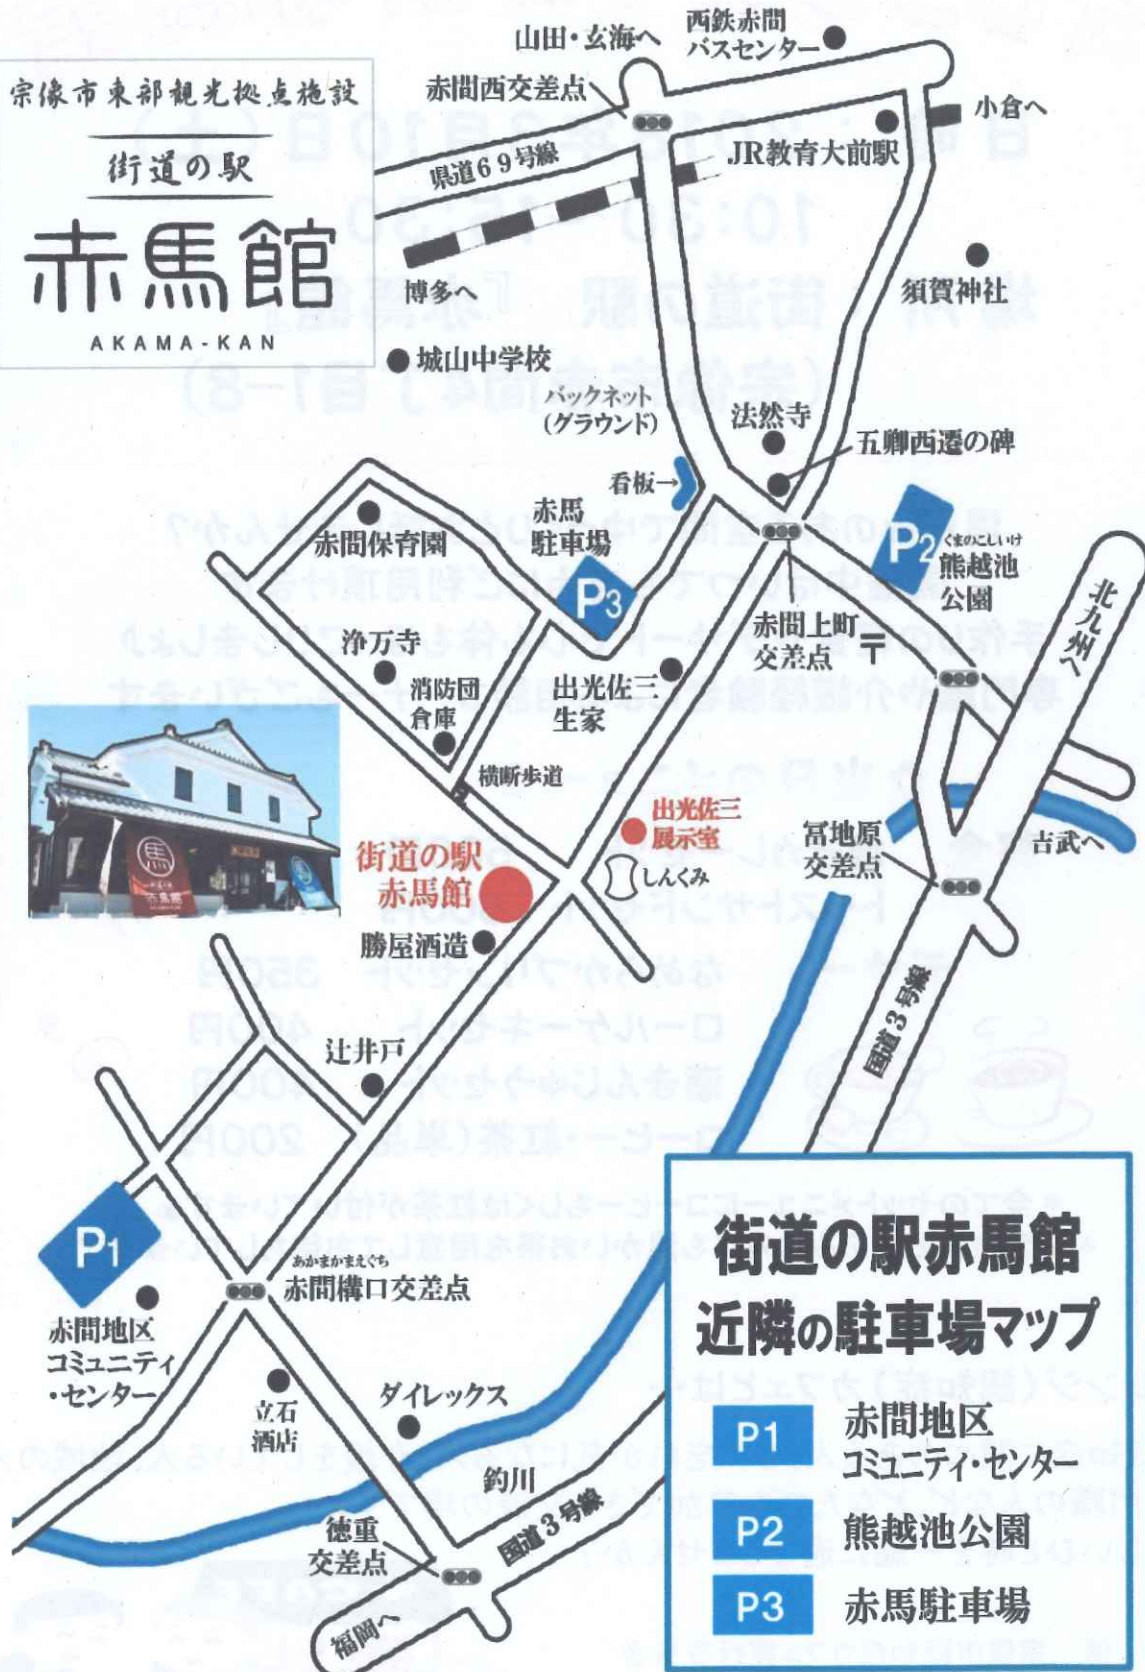 宗像市東部観光拠点施設
街道の駅
赤馬館
AKAMA-KAN
山田・玄海へ
西鉄赤間
バスセンター
赤間西交差点
小倉へ
県道69号線
JR教育大前駅
博多へ
須賀神社
城山中学校
バックネット
(グラウンド)
法然寺
五卿西遷の碑
看板→
赤間保育園
赤馬
駐車場
P3
P2
くまのこしいけ
熊越池
公園
北九州へ
赤間上町
交差点
〒
浄万寺
消防団
倉庫
出光佐三
生家
横断歩道
出光佐三
展示室
しんくみ
冨地原
交差点
吉武へ
馬
赤馬館
街道の駅
赤馬館
勝屋酒造
国道3号線
辻井戸
P1
あかまかまえぐち
赤間構口交差点
赤間地区
コミュニティ
・センター
立石
酒店
ダイレックス
釣川
徳重
交差点
国道3号線
福岡へ
街道の駅赤馬館
近隣の駐車場マップ
P1 赤間地区
コミュニティ・センター
P2 熊越池公園
P3 赤馬駐車場